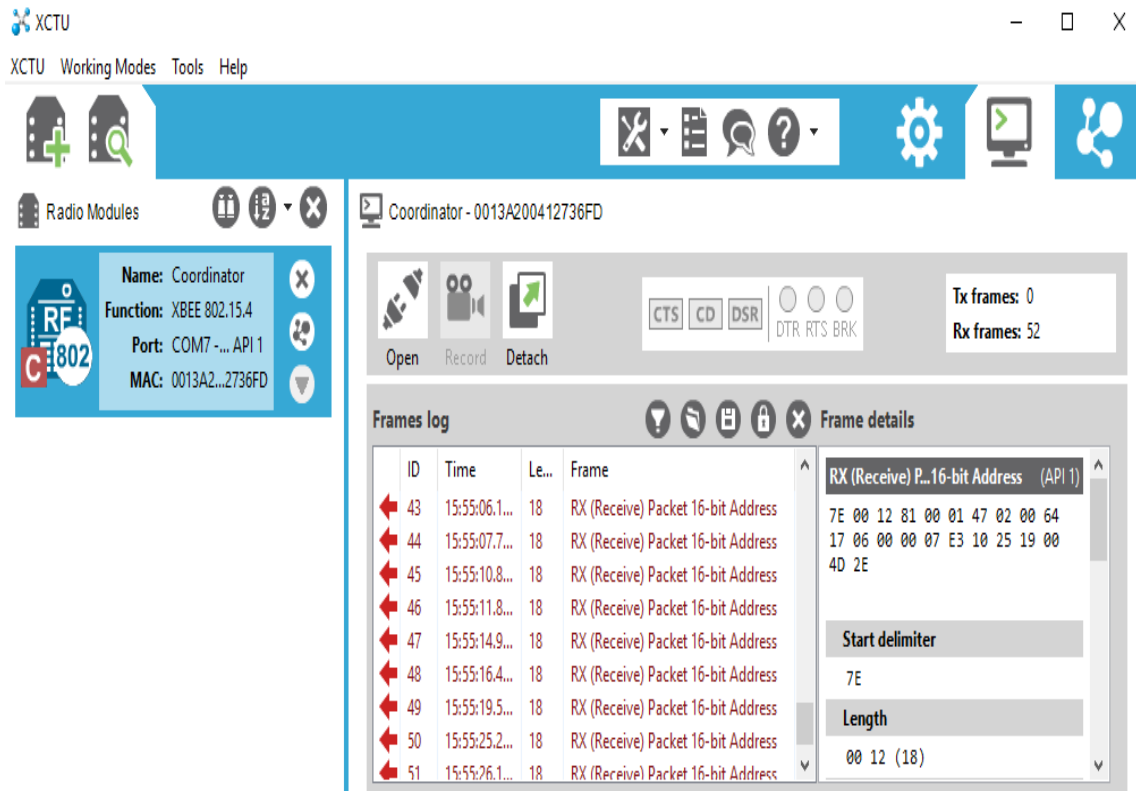 XCTU
XCTU Working Modes Tools Help
Radio Modules
Name: Coordinator
Function: XBEE 802.15.4
Port: COM7 -... API 1
MAC: 0013A2...2736FD
RF
802
C
Coordinator - 0013A200412736FD
Open
Record
Detach
CTS CD DSR
DTR RTS BRK
Tx frames: 0
Rx frames: 52
Frames log
ID Time Le... Frame
43 15:55:06.1... 18 RX (Receive) Packet 16-bit Address
44 15:55:07.7... 18 RX (Receive) Packet 16-bit Address
45 15:55:10.8... 18 RX (Receive) Packet 16-bit Address
46 15:55:11.8... 18 RX (Receive) Packet 16-bit Address
47 15:55:14.9... 18 RX (Receive) Packet 16-bit Address
48 15:55:16.4... 18 RX (Receive) Packet 16-bit Address
49 15:55:19.5... 18 RX (Receive) Packet 16-bit Address
50 15:55:25.2... 18 RX (Receive) Packet 16-bit Address
51 15:55:26.1... 18 RX (Receive) Packet 16-bit Address
Frame details
RX (Receive) P...16-bit Address (API 1)
7E 00 12 81 00 01 47 02 00 64
17 06 00 00 07 E3 10 25 19 00
4D 2E
Start delimiter
7E
Length
00 12 (18)